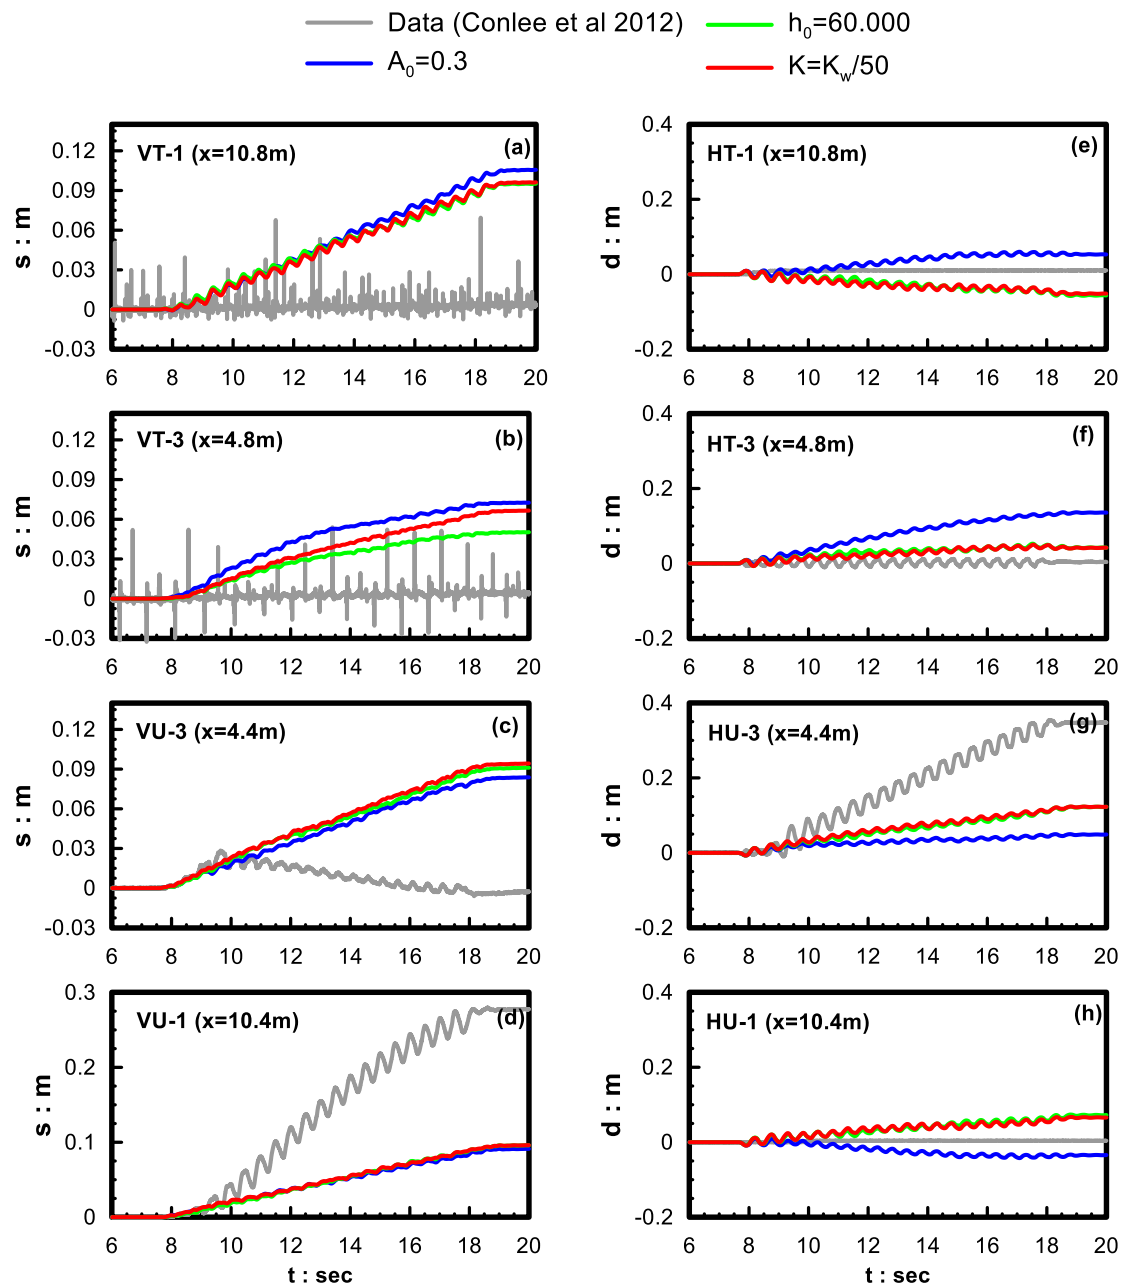 Data (Conlee et al 2012)
h₀=60.000
A₀=0.3
K=K_w/50
VT-1 (x=10.8m)
(a)
s : m
0.12
0.09
0.06
0.03
0
-0.03
6 8 10 12 14 16 18 20
HT-1 (x=10.8m)
(e)
d : m
0.4
0.2
0
-0.2
6 8 10 12 14 16 18 20
VT-3 (x=4.8m)
(b)
s : m
0.12
0.09
0.06
0.03
0
-0.03
6 8 10 12 14 16 18 20
HT-3 (x=4.8m)
(f)
d : m
0.4
0.2
0
-0.2
6 8 10 12 14 16 18 20
VU-3 (x=4.4m)
(c)
s : m
0.12
0.09
0.06
0.03
0
-0.03
6 8 10 12 14 16 18 20
HU-3 (x=4.4m)
(g)
d : m
0.4
0.2
0
-0.2
6 8 10 12 14 16 18 20
VU-1 (x=10.4m)
(d)
s : m
0.3
0.2
0.1
0
6 8 10 12 14 16 18 20
t : sec
HU-1 (x=10.4m)
(h)
d : m
0.4
0.2
0
-0.2
6 8 10 12 14 16 18 20
t : sec